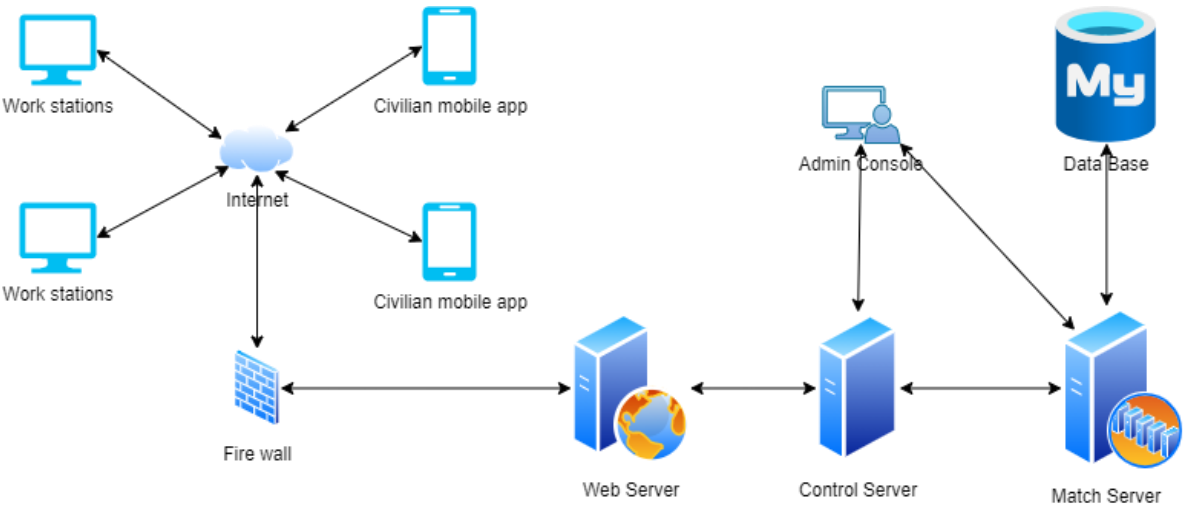 Work stations
Civilian mobile app
My
Admin Console
Data Base
Internet
Work stations
Civilian mobile app
Fire wall
Web Server
Control Server
Match Server